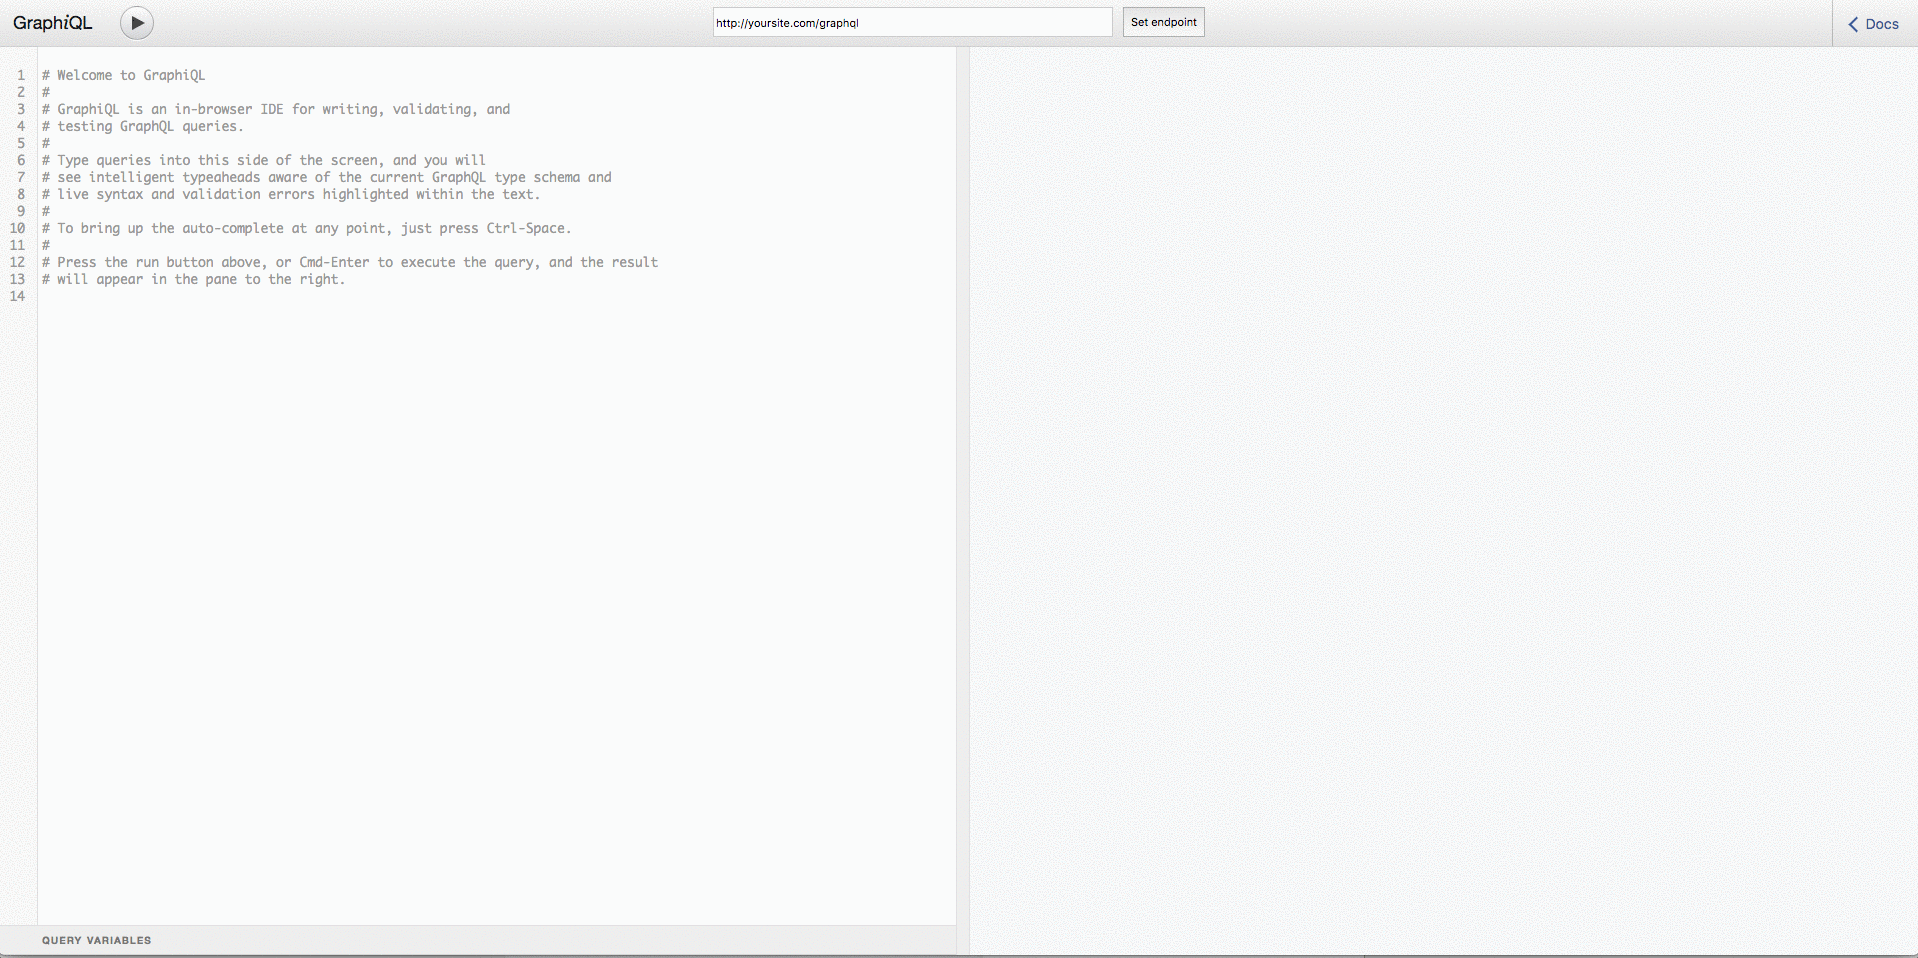 GraphiQL
http://yoursite.com/graphql
Set endpoint
Docs
1 # Welcome to GraphiQL
2 #
3 # GraphiQL is an in-browser IDE for writing, validating, and
4 # testing GraphQL queries.
5 #
6 # Type queries into this side of the screen, and you will
7 # see intelligent typeaheads aware of the current GraphQL type schema and
8 # live syntax and validation errors highlighted within the text.
9 #
10 # To bring up the auto-complete at any point, just press Ctrl-Space.
11 #
12 # Press the run button above, or Cmd-Enter to execute the query, and the result
13 # will appear in the pane to the right.
14
QUERY VARIABLES